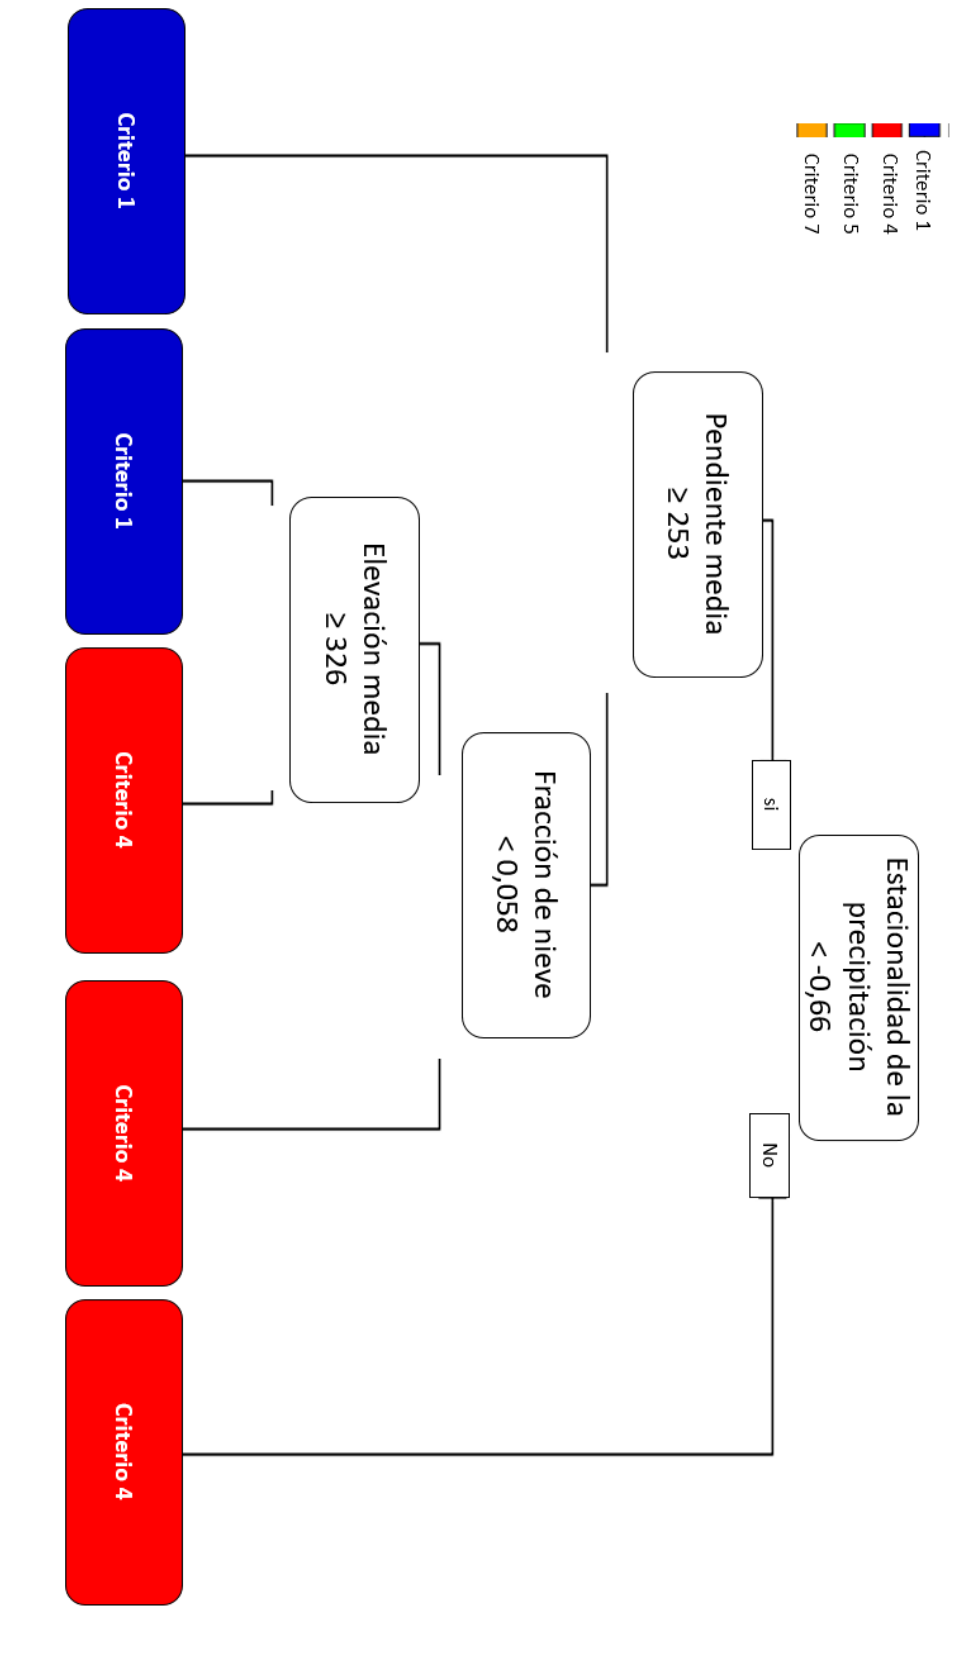 Criterio 1
Criterio 4
Criterio 5
Criterio 7
Estacionalidad de la
precipitación
< -0,66
si
No
Pendiente media
≥ 253
Fracción de nieve
< 0,058
Elevación media
≥ 326
Criterio 1
Criterio 1
Criterio 4
Criterio 4
Criterio 4